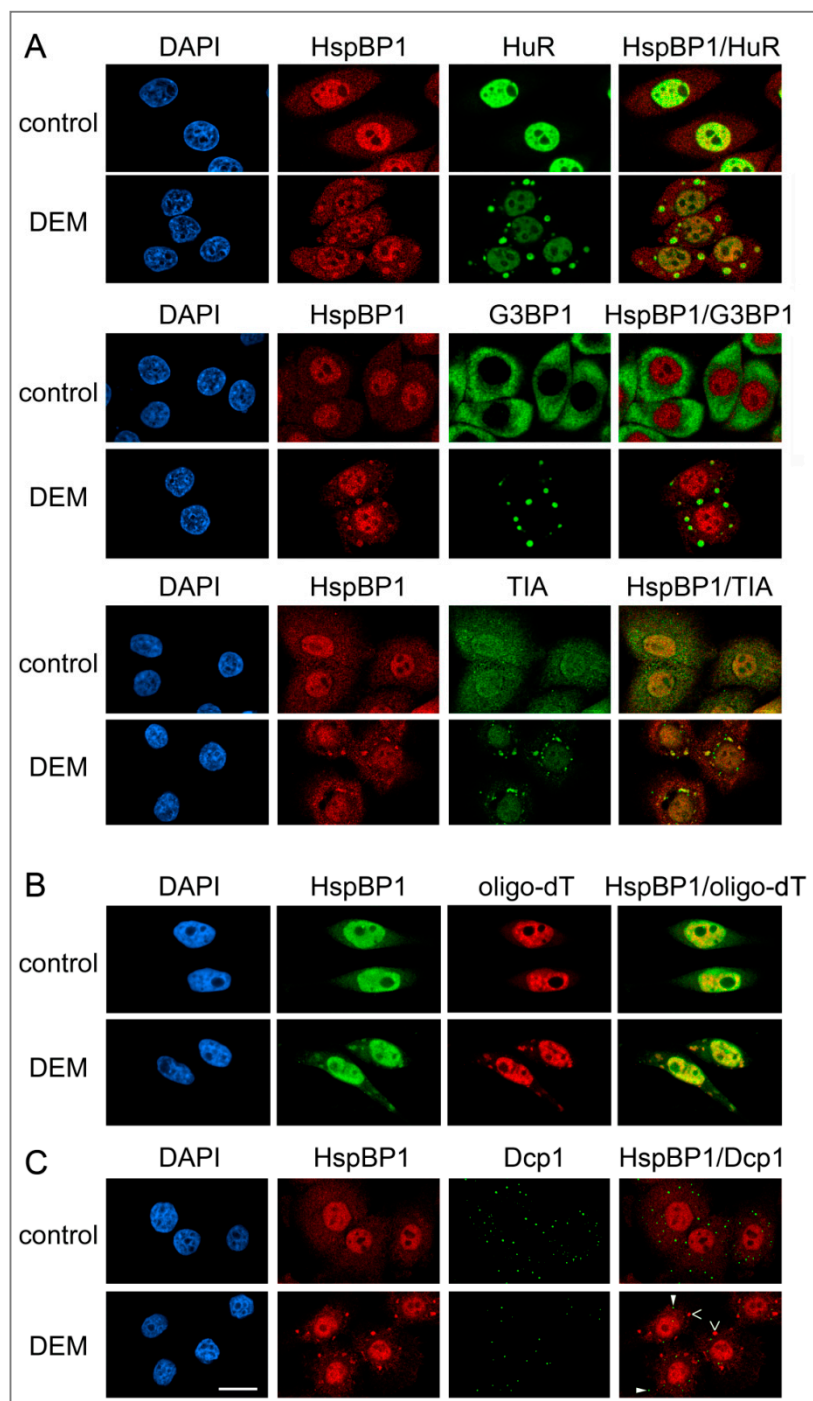 A
DAPI HspBP1 HuR HspBP1/HuR
control
DEM
DAPI HspBP1 G3BP1 HspBP1/G3BP1
control
DEM
DAPI HspBP1 TIA HspBP1/TIA
control
DEM
B
DAPI HspBP1 oligo-dT HspBP1/oligo-dT
control
DEM
C
DAPI HspBP1 Dcp1 HspBP1/Dcp1
control
DEM